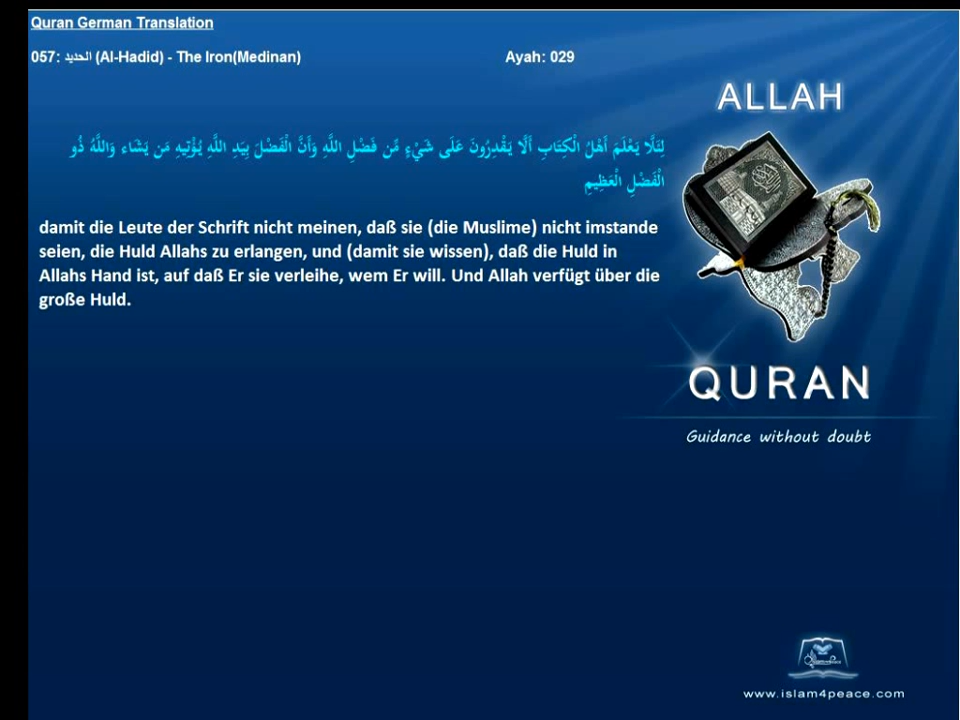 Quran German Translation
057: الحديد (Al-Hadid) - The Iron(Medinan) Ayah: 029
ALLAH
لِئَلَّا يَعْلَمَ أَهْلُ الْكِتَابِ أَلَّا يَقْدِرُونَ عَلَى شَيْءٍ مِّن فَضْلِ اللَّهِ وَأَنَّ الْفَضْلَ بِيَدِ اللَّهِ يُؤْتِيهِ مَن يَشَاء وَاللَّهُ ذُو
الْفَضْلِ الْعَظِيمِ
damit die Leute der Schrift nicht meinen, daß sie (die Muslime) nicht imstande
seien, die Huld Allahs zu erlangen, und (damit sie wissen), daß die Huld in
Allahs Hand ist, auf daß Er sie verleihe, wem Er will. Und Allah verfügt über die
große Huld.
QURAN
Guidance without doubt
www.islam4peace.com